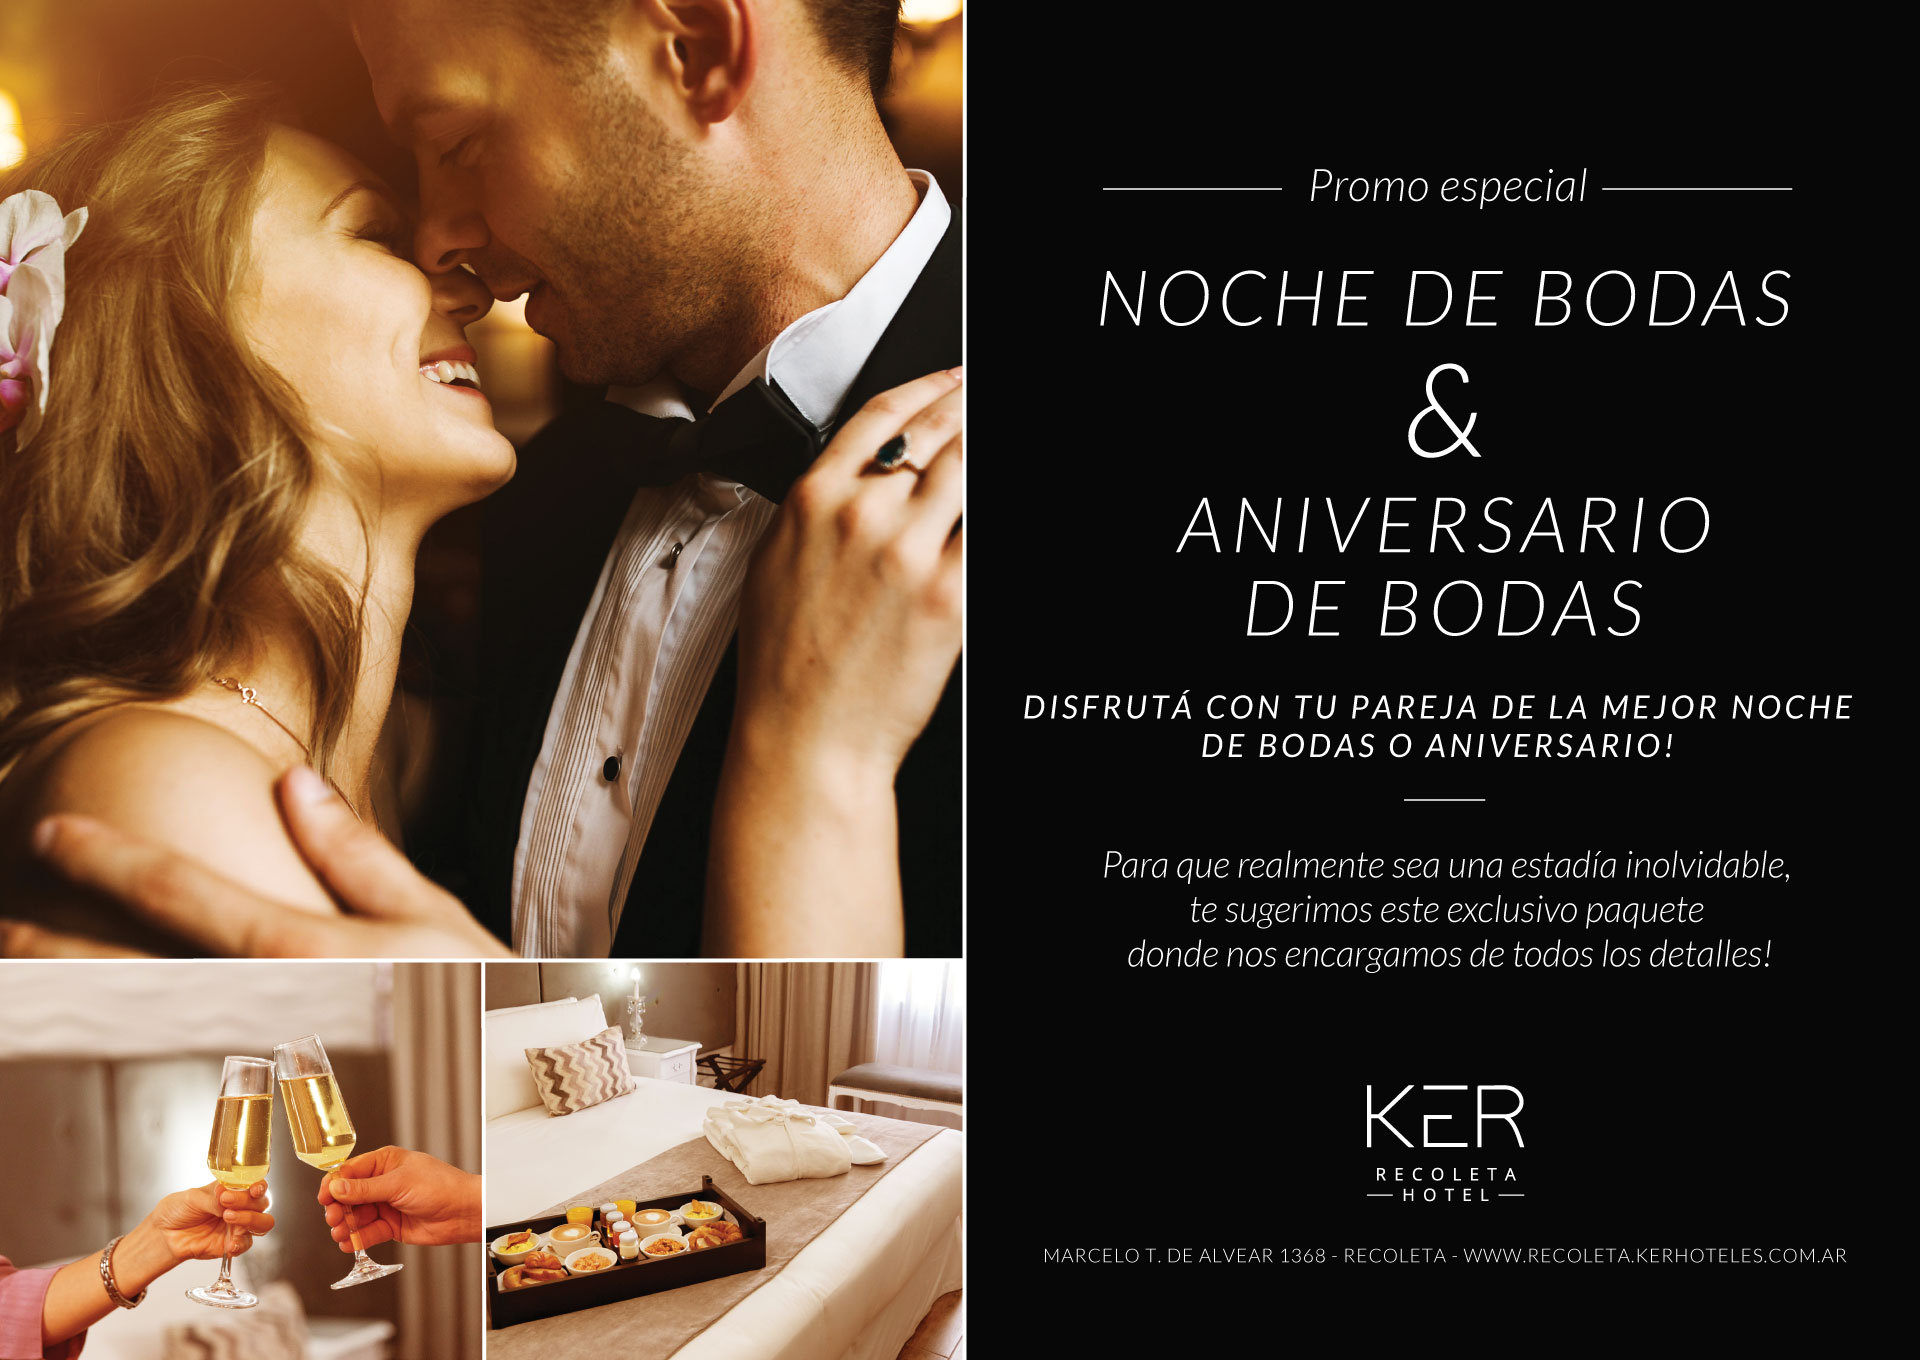 Promo especial
NOCHE DE BODAS
&
ANIVERSARIO
DE BODAS
DISFRUTÁ CON TU PAREJA DE LA MEJOR NOCHE
DE BODAS O ANIVERSARIO!
Para que realmente sea una estadía inolvidable,
te sugerimos este exclusivo paquete
donde nos encargamos de todos los detalles!
KER
RECOLETA
HOTEL
MARCELO T. DE ALVEAR 1368 - RECOLETA - WWW.RECOLETA.KERHOTELES.COM.AR